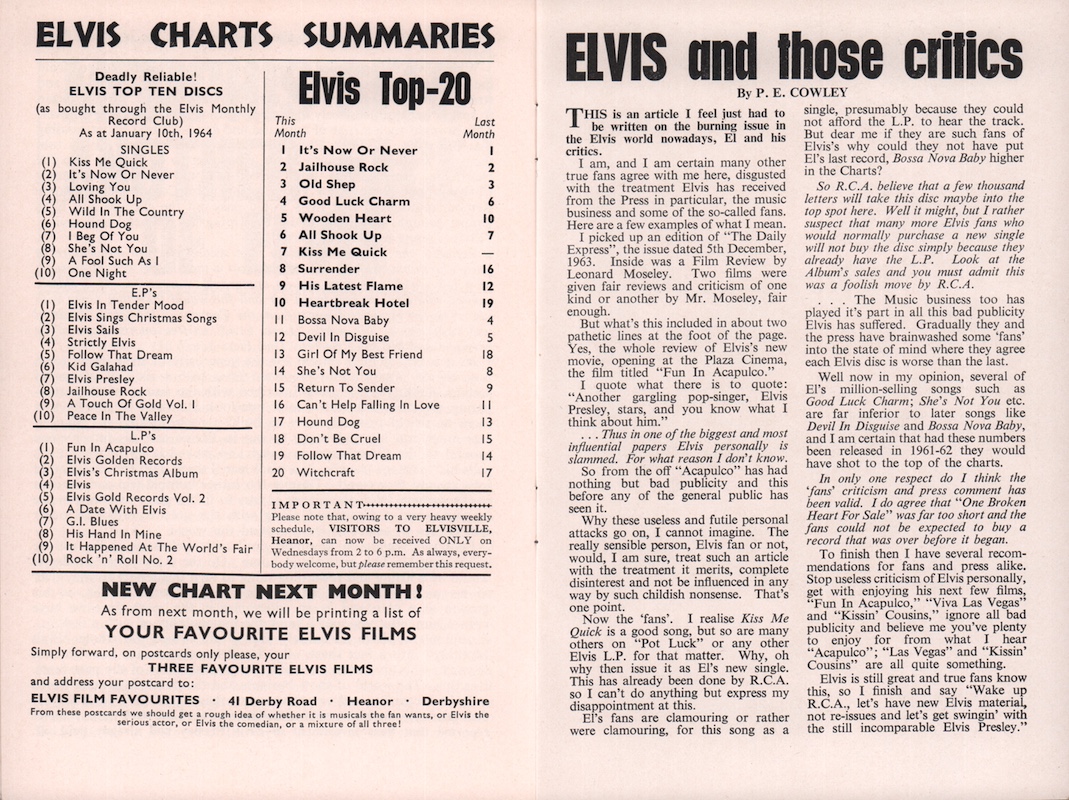 ELVIS CHARTS SUMMARIES
Deadly Reliable!
ELVIS TOP TEN DISCS
(as bought through the Elvis Monthly
Record Club)
As at January 10th, 1964
SINGLES
(1) Kiss Me Quick
(2) It's Now Or Never
(3) Loving You
(4) All Shook Up
(5) Wild In The Country
(6) Hound Dog
(7) I Beg Of You
(8) She's Not You
(9) A Fool Such As I
(10) One Night
E.P's
(1) Elvis In Tender Mood
(2) Elvis Sings Christmas Songs
(3) Elvis Sails
(4) Strictly Elvis
(5) Follow That Dream
(6) Kid Galahad
(7) Elvis Presley
(8) Jailhouse Rock
(9) A Touch Of Gold Vol. I
(10) Peace In The Valley
L.P's
(1) Fun In Acapulco
(2) Elvis Golden Records
(3) Elvis's Christmas Album
(4) Elvis
(5) Elvis Gold Records Vol. 2
(6) A Date With Elvis
(7) G.I. Blues
(8) His Hand In Mine
(9) It Happened At The World's Fair
(10) Rock 'n' Roll No. 2
Elvis Top-20
This Last
Month Month
1 It's Now Or Never 1
2 Jailhouse Rock 2
3 Old Shep 3
4 Good Luck Charm 6
5 Wooden Heart 10
6 All Shook Up 7
7 Kiss Me Quick —
8 Surrender 16
9 His Latest Flame 12
10 Heartbreak Hotel 19
11 Bossa Nova Baby 4
12 Devil In Disguise 5
13 Girl Of My Best Friend 18
14 She's Not You 8
15 Return To Sender 9
16 Can't Help Falling In Love 11
17 Hound Dog 13
18 Don't Be Cruel 15
19 Follow That Dream 14
20 Witchcraft 17
IMPORTANT
Please note that, owing to a very heavy weekly
schedule, VISITORS TO ELVISVILLE,
Heanor, can now be received ONLY on
Wednesdays from 2 to 6 p.m. As always, every-
body welcome, but please remember this request.
NEW CHART NEXT MONTH!
As from next month, we will be printing a list of
YOUR FAVOURITE ELVIS FILMS
Simply forward, on postcards only please, your
THREE FAVOURITE ELVIS FILMS
and address your postcard to:
ELVIS FILM FAVOURITES · 41 Derby Road · Heanor · Derbyshire
From these postcards we should get a rough idea of whether it is musicals the fan wants, or Elvis the
serious actor, or Elvis the comedian, or a mixture of all three!
ELVIS and those critics
By P. E. COWLEY
THIS is an article I feel just had to
be written on the burning issue in
the Elvis world nowadays, El and his
critics.
I am, and I am certain many other
true fans agree with me here, disgusted
with the treatment Elvis has received
from the Press in particular, the music
business and some of the so-called fans.
Here are a few examples of what I mean.
I picked up an edition of "The Daily
Express", the issue dated 5th December,
1963. Inside was a Film Review by
Leonard Moseley. Two films were
given fair reviews and criticism of one
kind or another by Mr. Moseley, fair
enough.
But what's this included in about two
pathetic lines at the foot of the page.
Yes, the whole review of Elvis's new
movie, opening at the Plaza Cinema,
the film titled "Fun In Acapulco."
I quote what there is to quote:
"Another gargling pop-singer, Elvis
Presley, stars, and you know what I
think about him."
. . . Thus in one of the biggest and most
influential papers Elvis personally is
slammed. For what reason I don't know.
So from the off "Acapulco" has had
nothing but bad publicity and this
before any of the general public has
seen it.
Why these useless and futile personal
attacks go on, I cannot imagine. The
really sensible person, Elvis fan or not,
would, I am sure, treat such an article
with the treatment it merits, complete
disinterest and not be influenced in any
way by such childish nonsense. That's
one point.
Now the 'fans'. I realise Kiss Me
Quick is a good song, but so are many
others on "Pot Luck" or any other
Elvis L.P. for that matter. Why, oh
why then issue it as El's new single.
This has already been done by R.C.A.
so I can't do anything but express my
disappointment at this.
El's fans are clamouring or rather
were clamouring, for this song as a
single, presumably because they could
not afford the L.P. to hear the track.
But dear me if they are such fans of
Elvis's why could they not have put
El's last record, Bossa Nova Baby higher
in the Charts?
So R.C.A. believe that a few thousand
letters will take this disc maybe into the
top spot here. Well it might, but I rather
suspect that many more Elvis fans who
would normally purchase a new single
will not buy the disc simply because they
already have the L.P. Look at the
Album's sales and you must admit this
was a foolish move by R.C.A.
. . . . The Music business too has
played it's part in all this bad publicity
Elvis has suffered. Gradually they and
the press have brainwashed some 'fans'
into the state of mind where they agree
each Elvis disc is worse than the last.
Well now in my opinion, several of
El's million-selling songs such as
Good Luck Charm; She's Not You etc.
are far inferior to later songs like
Devil In Disguise and Bossa Nova Baby,
and I am certain that had these numbers
been released in 1961-62 they would
have shot to the top of the charts.
In only one respect do I think the
'fans' criticism and press comment has
been valid. I do agree that "One Broken
Heart For Sale" was far too short and the
fans could not be expected to buy a
record that was over before it began.
To finish then I have several recom-
mendations for fans and press alike.
Stop useless criticism of Elvis personally,
get with enjoying his next few films,
"Fun In Acapulco," "Viva Las Vegas"
and "Kissin' Cousins," ignore all bad
publicity and believe me you've plenty
to enjoy for from what I hear
"Acapulco"; "Las Vegas" and "Kissin'
Cousins" are all quite something.
Elvis is still great and true fans know
this, so I finish and say "Wake up
R.C.A., let's have new Elvis material,
not re-issues and let's get swingin' with
the still incomparable Elvis Presley."